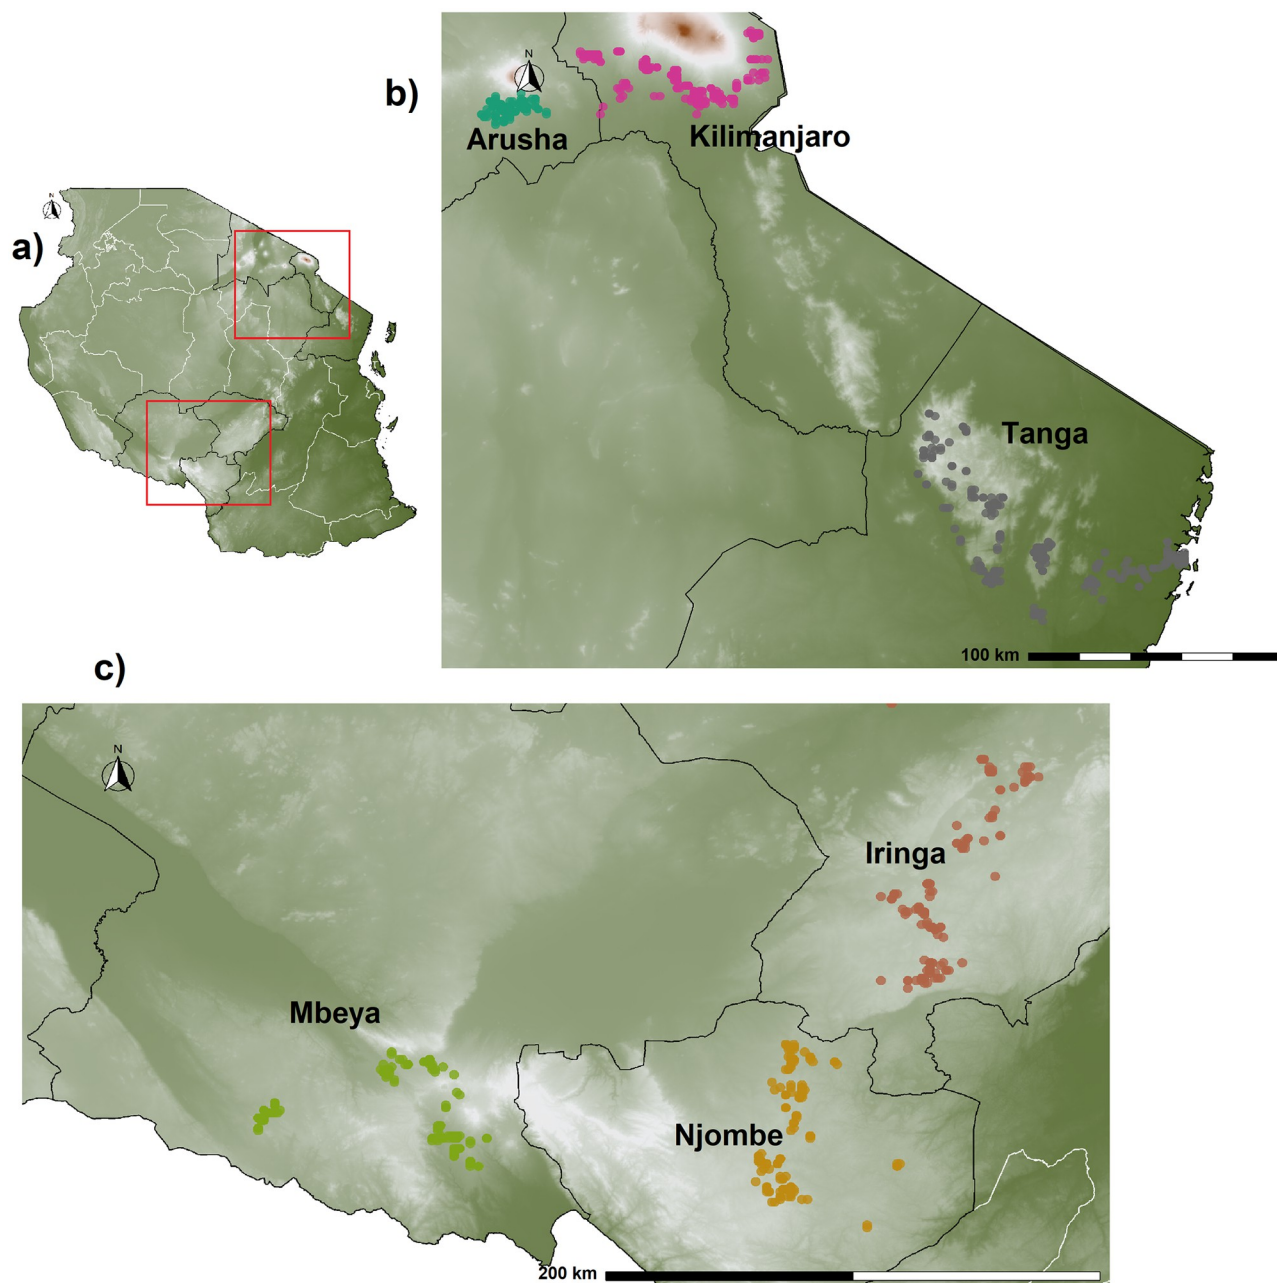 N
b)
Arusha
Kilimanjaro
N
a)
Tanga
100 km
c)
N
Iringa
Mbeya
Njombe
200 km